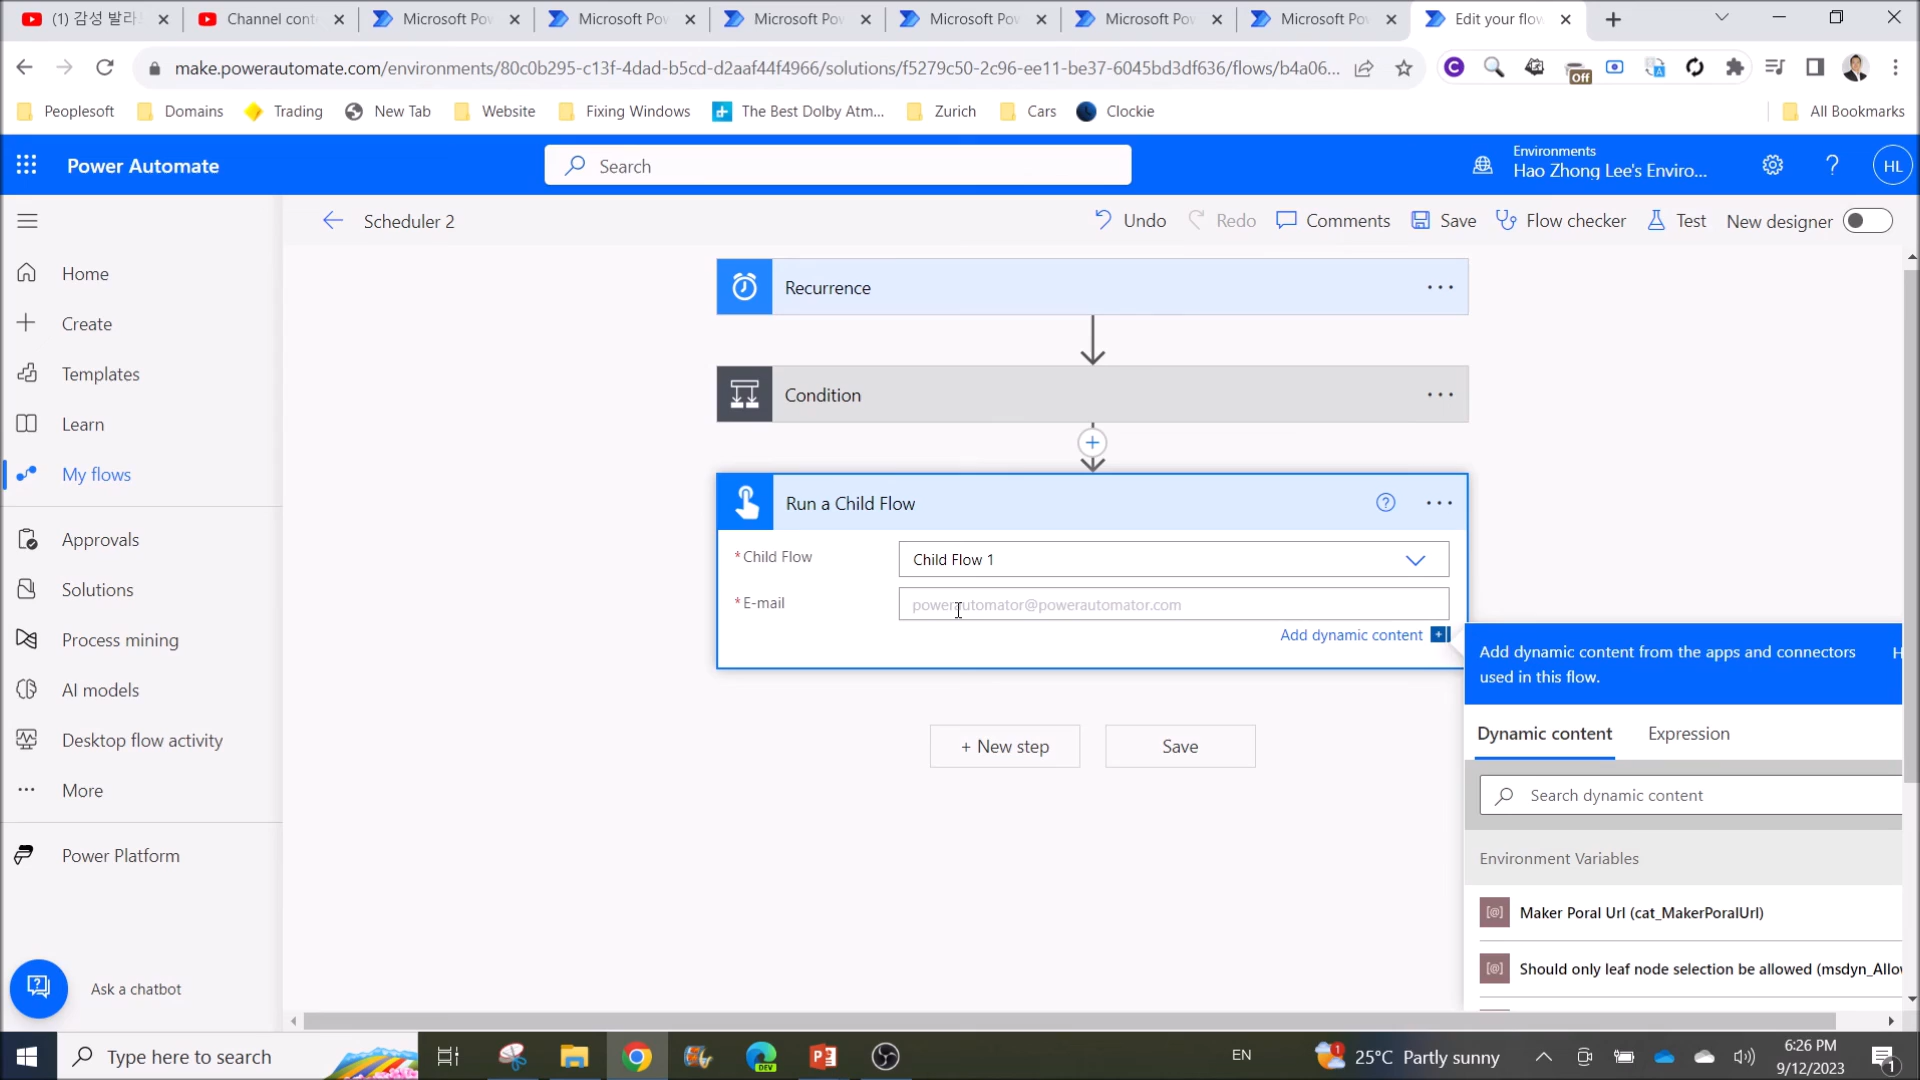 (1) 감성 발라
Channel cont
Microsoft Po
Microsoft Po
Microsoft Po
Microsoft Po
Microsoft Po
Microsoft Po
Edit your flow
make.powerautomate.com/environments/80c0b295-c13f-4dad-b5cd-d2aaf44f4966/solutions/f5279c50-2c96-ee11-be37-6045bd3df636/flows/b4a06...
Off
Peoplesoft
Domains
Trading
New Tab
Website
Fixing Windows
The Best Dolby Atm...
Zurich
Cars
Clockie
All Bookmarks
Power Automate
Search
Environments
Hao Zhong Lee's Enviro...
HL
Scheduler 2
Undo
Redo
Comments
Save
Flow checker
Test
New designer
Home
Create
Templates
Learn
My flows
Approvals
Solutions
Process mining
AI models
Desktop flow activity
More
Power Platform
Ask a chatbot
Recurrence
Condition
Run a Child Flow
* Child Flow
Child Flow 1
* E-mail
powerautomator@powerautomator.com
Add dynamic content
+ New step
Save
Add dynamic content from the apps and connectors
used in this flow.
H
Dynamic content
Expression
Search dynamic content
Environment Variables
Maker Poral Url (cat_MakerPoralUrl)
Should only leaf node selection be allowed (msdyn_Allow
Type here to search
DEV
EN
25°C Partly sunny
6:26 PM
9/12/2023
1